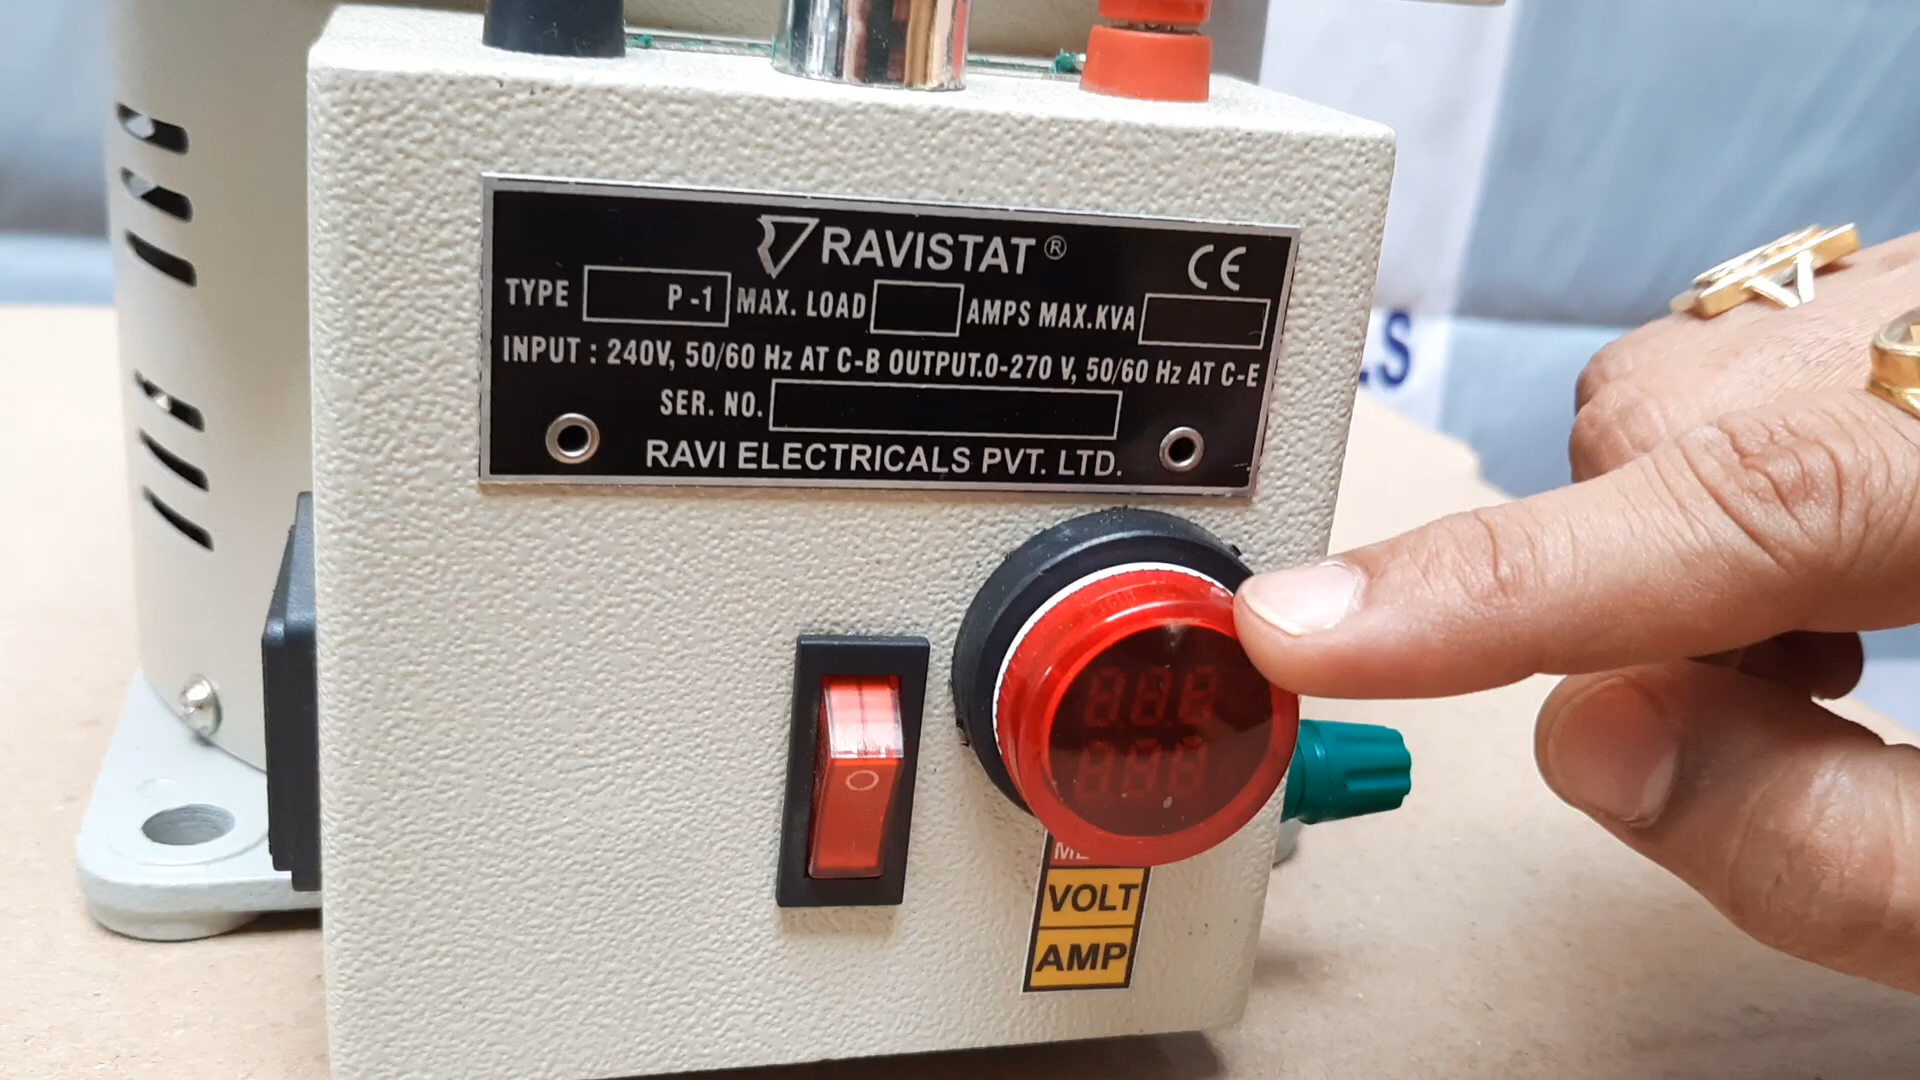 RAVISTAT ® CE
TYPE P-1 MAX. LOAD AMPS MAX.KVA
INPUT : 240V, 50/60 Hz AT C-B OUTPUT.0-270 V, 50/60 Hz AT C-E
SER. NO.
RAVI ELECTRICALS PVT. LTD.
O
VOLT
AMP
LS